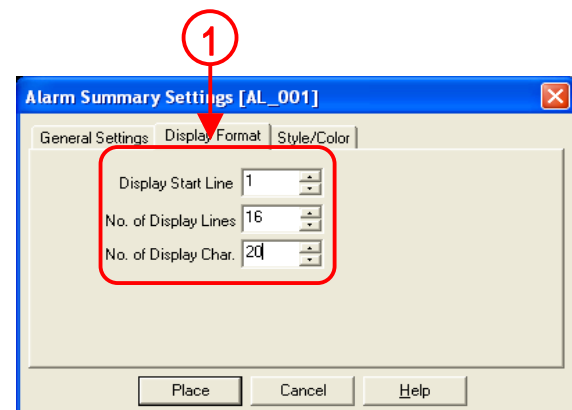 1
Alarm Summary Settings [AL_001]
General Settings Display Format Style/Color
Display Start Line 1
No. of Display Lines 16
No. of Display Char. 20
Place Cancel Help